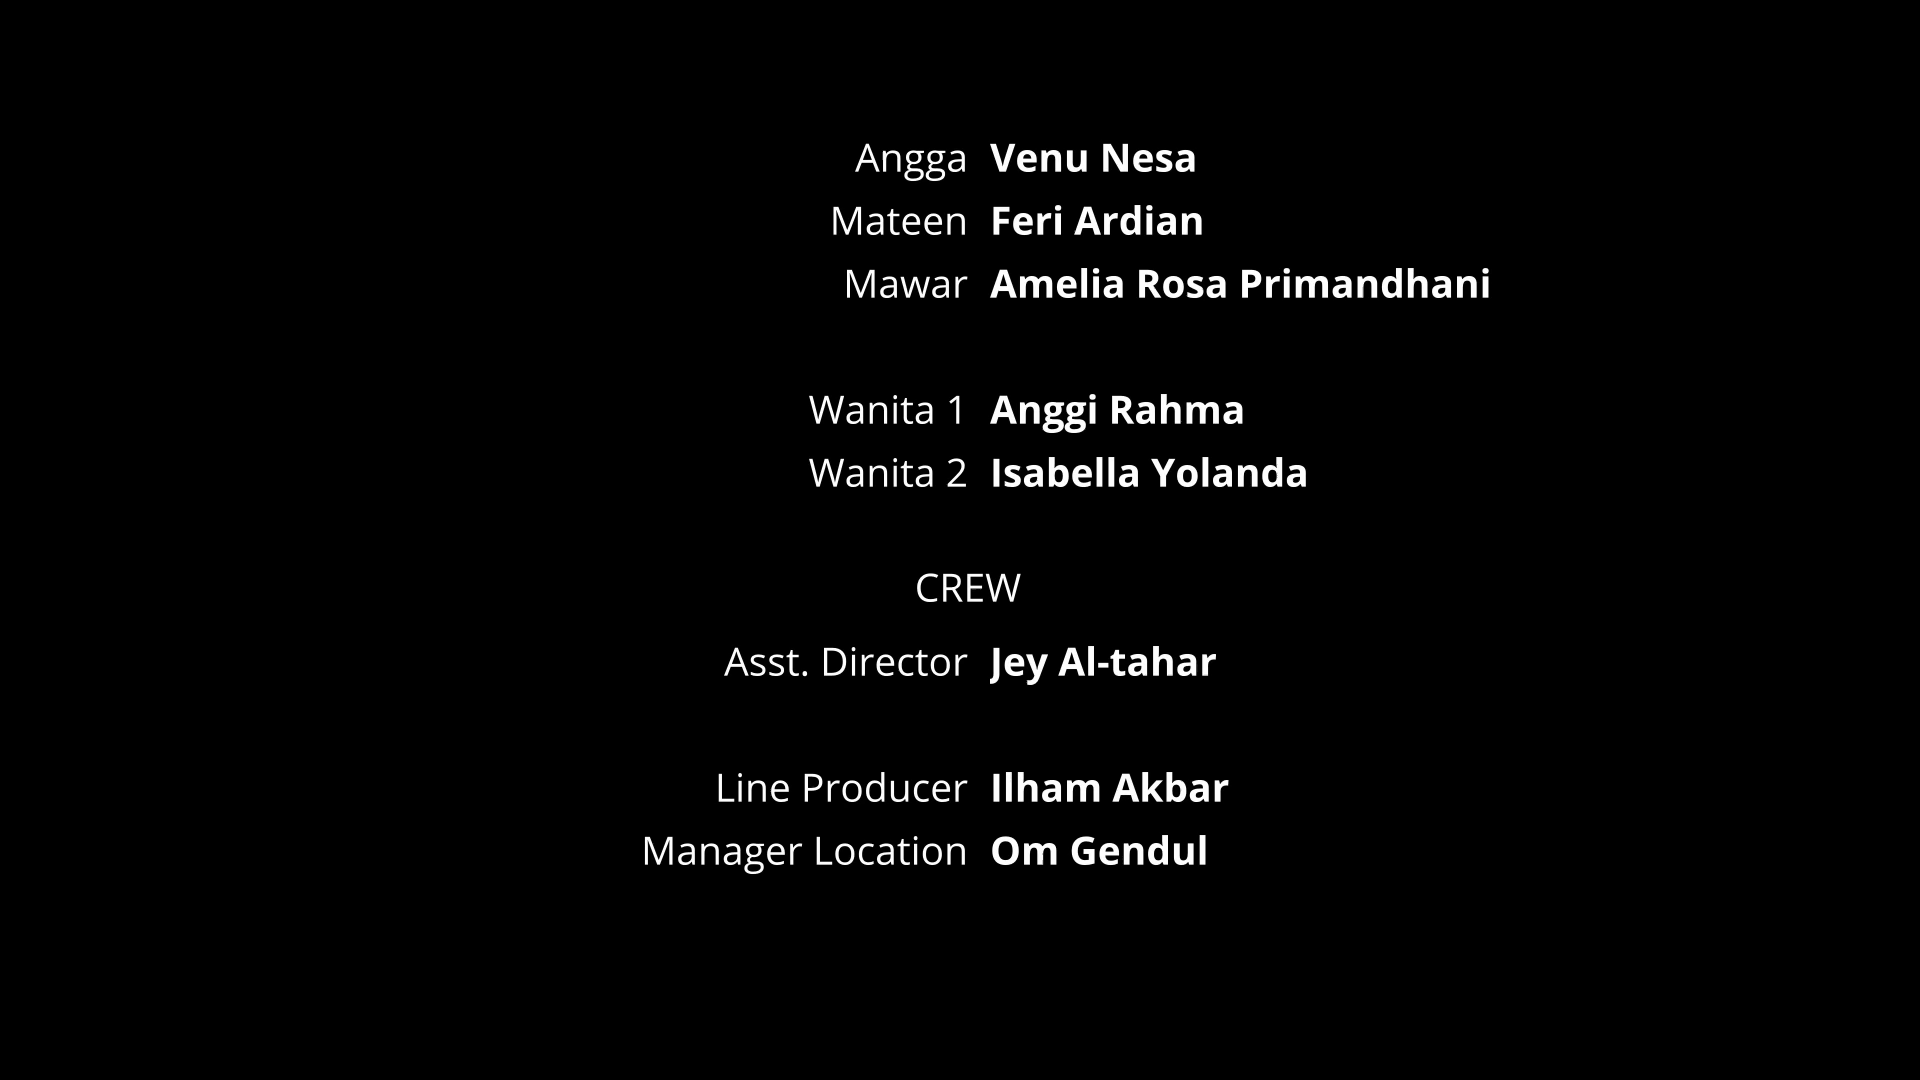 Angga Venu Nesa
Mateen Feri Ardian
Mawar Amelia Rosa Primandhani
Wanita 1 Anggi Rahma
Wanita 2 Isabella Yolanda
CREW
Asst. Director Jey Al-tahar
Line Producer Ilham Akbar
Manager Location Om Gendul